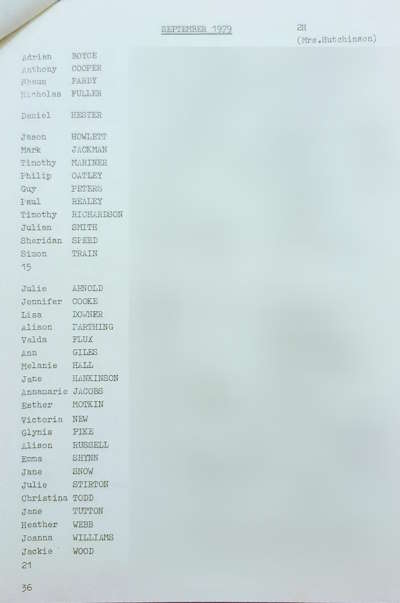 SEPTEMBER 1979
2H
(Mrs.Hutchinson)
Adrian BOYCE
Anthony COOPER
Shaun FARDY
Nicholas FULLER
Daniel HESTER
Jason HOWLETT
Mark JACKMAN
Timothy MARINER
Philip OATLEY
Guy PETERS
Paul REALEY
Timothy RICHARDSON
Julian SMITH
Sheridan SPEED
Simon TRAIN
15
Julie ARNOLD
Jennifer COOKE
Lisa DOWNER
Alison FARTHING
Valda FLUX
Ann GILES
Melanie HALL
Jane HANKINSON
Annamarie JACOBS
Esther MOTKIN
Victoria NEW
Glynis PIKE
Alison RUSSELL
Emma SHYNN
Jane SNOW
Julie STIRTON
Christina TODD
Jane TUTTON
Heather WEBB
Joanna WILLIAMS
Jackie WOOD
21
36